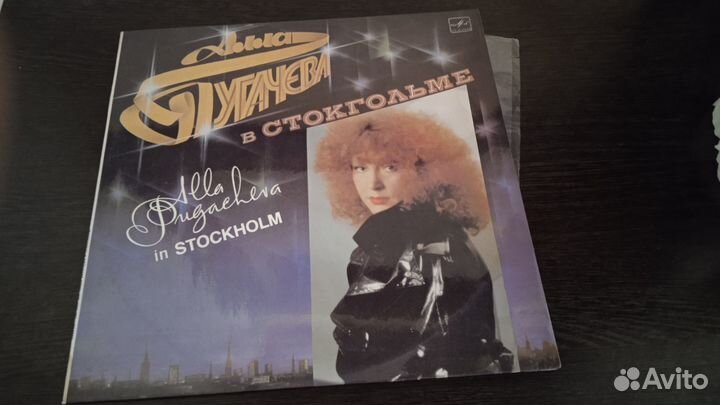 Алла
Пугачева
в СТОКГОЛЬМЕ
Alla
Pugacheva
in STOCKHOLM
Avito